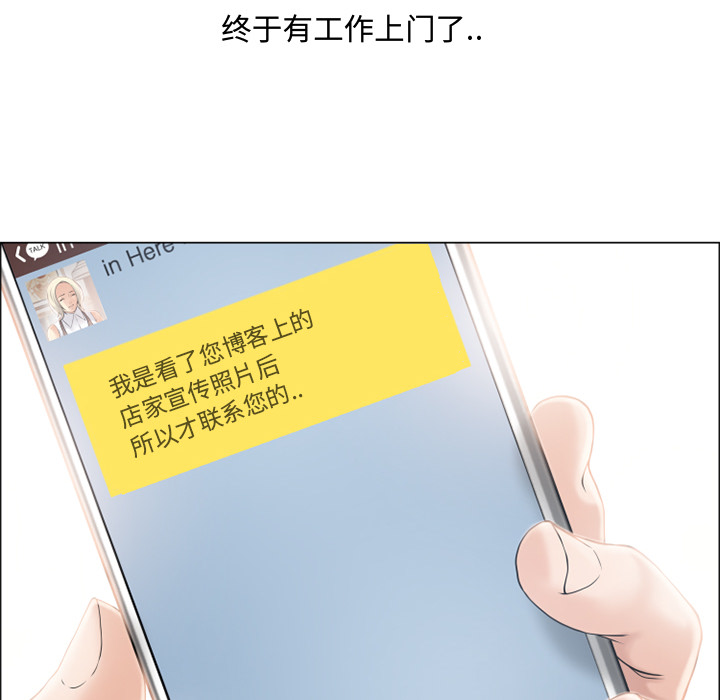 终于有工作上门了..
TALK
in Here
我是看了您博客上的
店家宣传照片后
所以才联系您的..